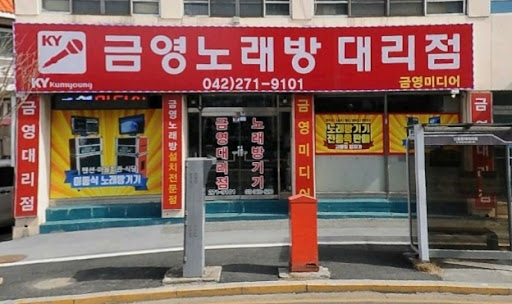 KY
KY Kumyoung
금영노래방 대리점
042)271-9101
금영미디어
금영대리점
이동식 노래방기기
금영노래방설치전문점
금영대리점
노래방기기
금영미디어
노래방기기
전문 판매
금영